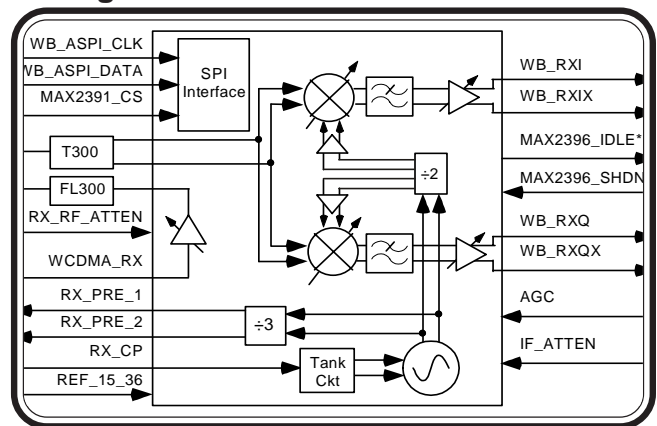 WB_ASPI_CLK
WB_ASPI_DATA
MAX2391_CS
SPI
Interface
T300
FL300
RX_RF_ATTEN
WCDMA_RX
RX_PRE_1
RX_PRE_2
RX_CP
REF_15_36
÷2
÷3
Tank
Ckt
WB_RXI
WB_RXIX
MAX2396_IDLE*
MAX2396_SHDN
WB_RXQ
WB_RXQX
AGC
IF_ATTEN